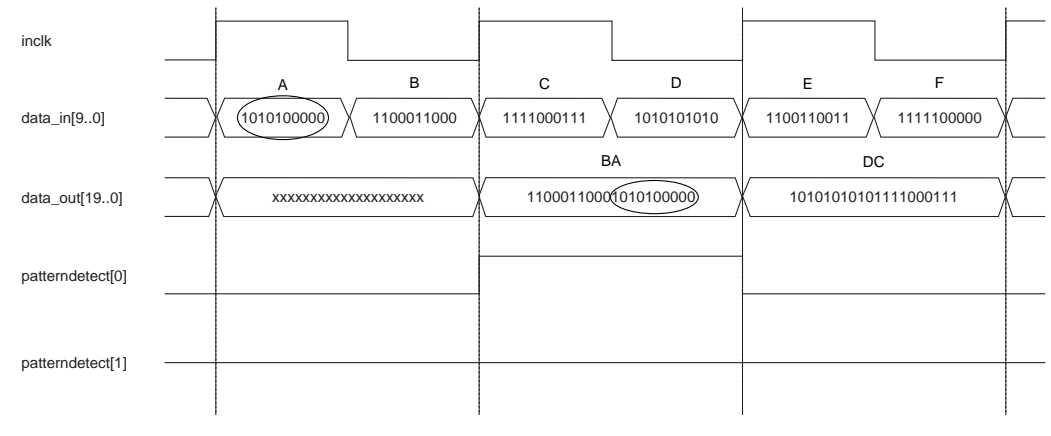 inclk
A B C D E F
data_in[9..0] 1010100000 1100011000 1111000111 1010101010 1100110011 1111100000
BA DC
data_out[19..0] xxxxxxxxxxxxxxxxxxxx 11000110001010100000 10101010101111000111
patterndetect[0]
patterndetect[1]